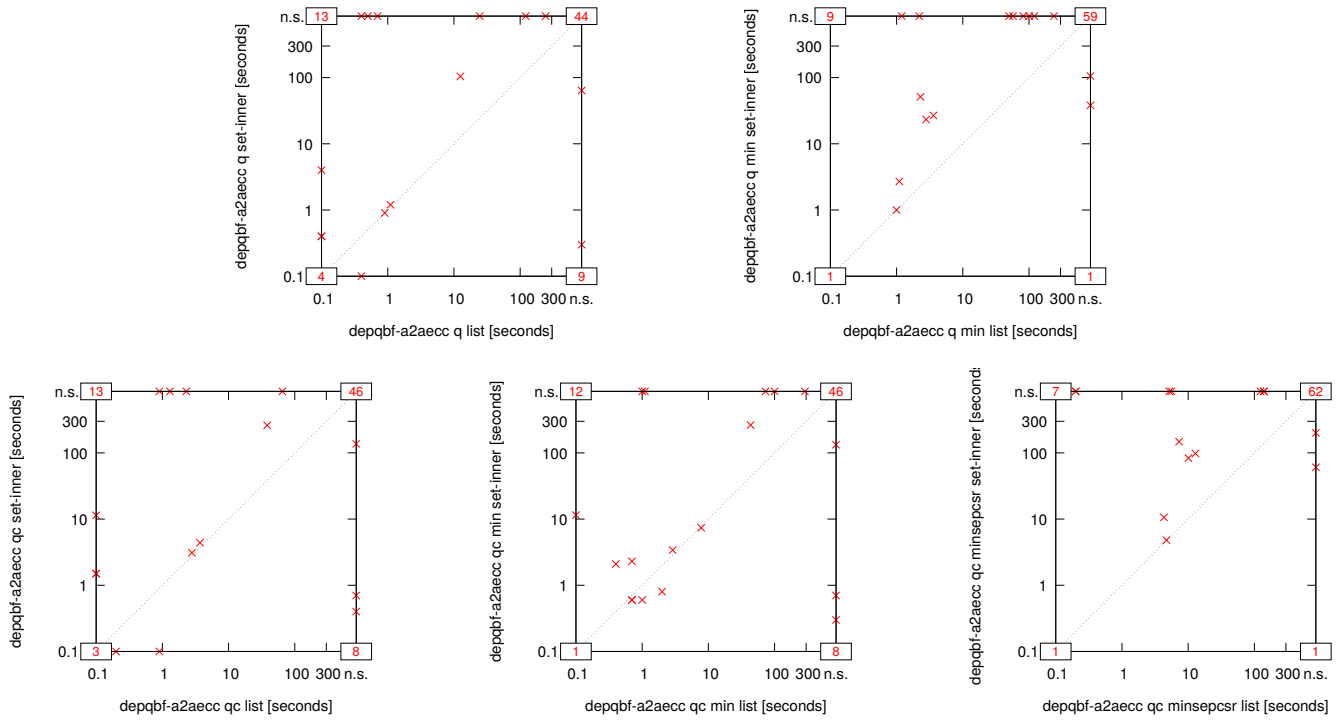 n.s. 13 44
300
100
10
1
0.1 4 9
0.1 1 10 100 300 n.s.
depqbf-a2aecc q set-inner [seconds]
depqbf-a2aecc q list [seconds]
n.s. 9 59
300
100
10
1
0.1 1 1
0.1 1 10 100 300 n.s.
depqbf-a2aecc q min set-inner [seconds]
depqbf-a2aecc q min list [seconds]
n.s. 13 46
300
100
10
1
0.1 3 8
0.1 1 10 100 300 n.s.
depqbf-a2aecc qc set-inner [seconds]
depqbf-a2aecc qc list [seconds]
n.s. 12 46
300
100
10
1
0.1 1 8
0.1 1 10 100 300 n.s.
depqbf-a2aecc qc min set-inner [seconds]
depqbf-a2aecc qc min list [seconds]
n.s. 7 62
300
100
10
1
0.1 1 1
0.1 1 10 100 300 n.s.
depqbf-a2aecc qc minsepcsr set-inner [seconds
depqbf-a2aecc qc minsepcsr list [seconds]